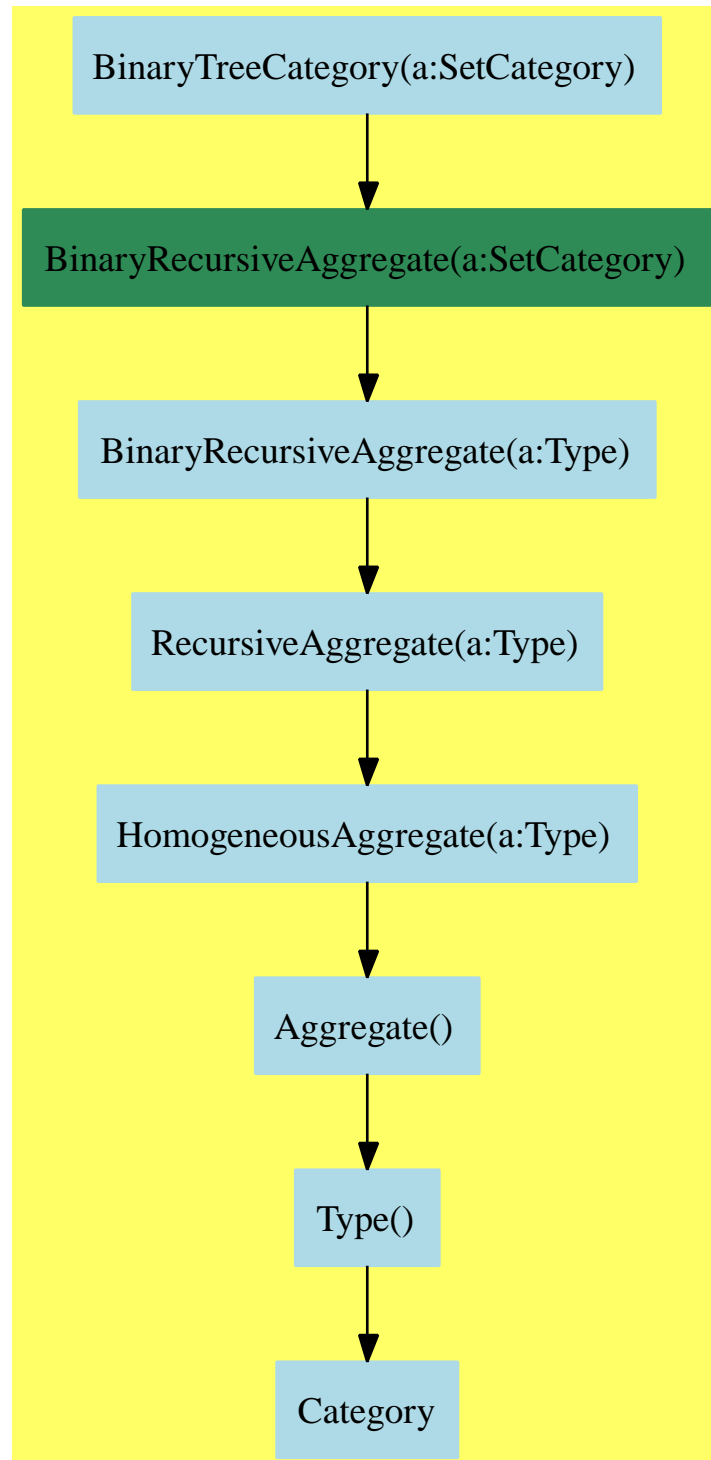 BinaryTreeCategory(a:SetCategory)
BinaryRecursiveAggregate(a:SetCategory)
BinaryRecursiveAggregate(a:Type)
RecursiveAggregate(a:Type)
HomogeneousAggregate(a:Type)
Aggregate()
Type()
Category